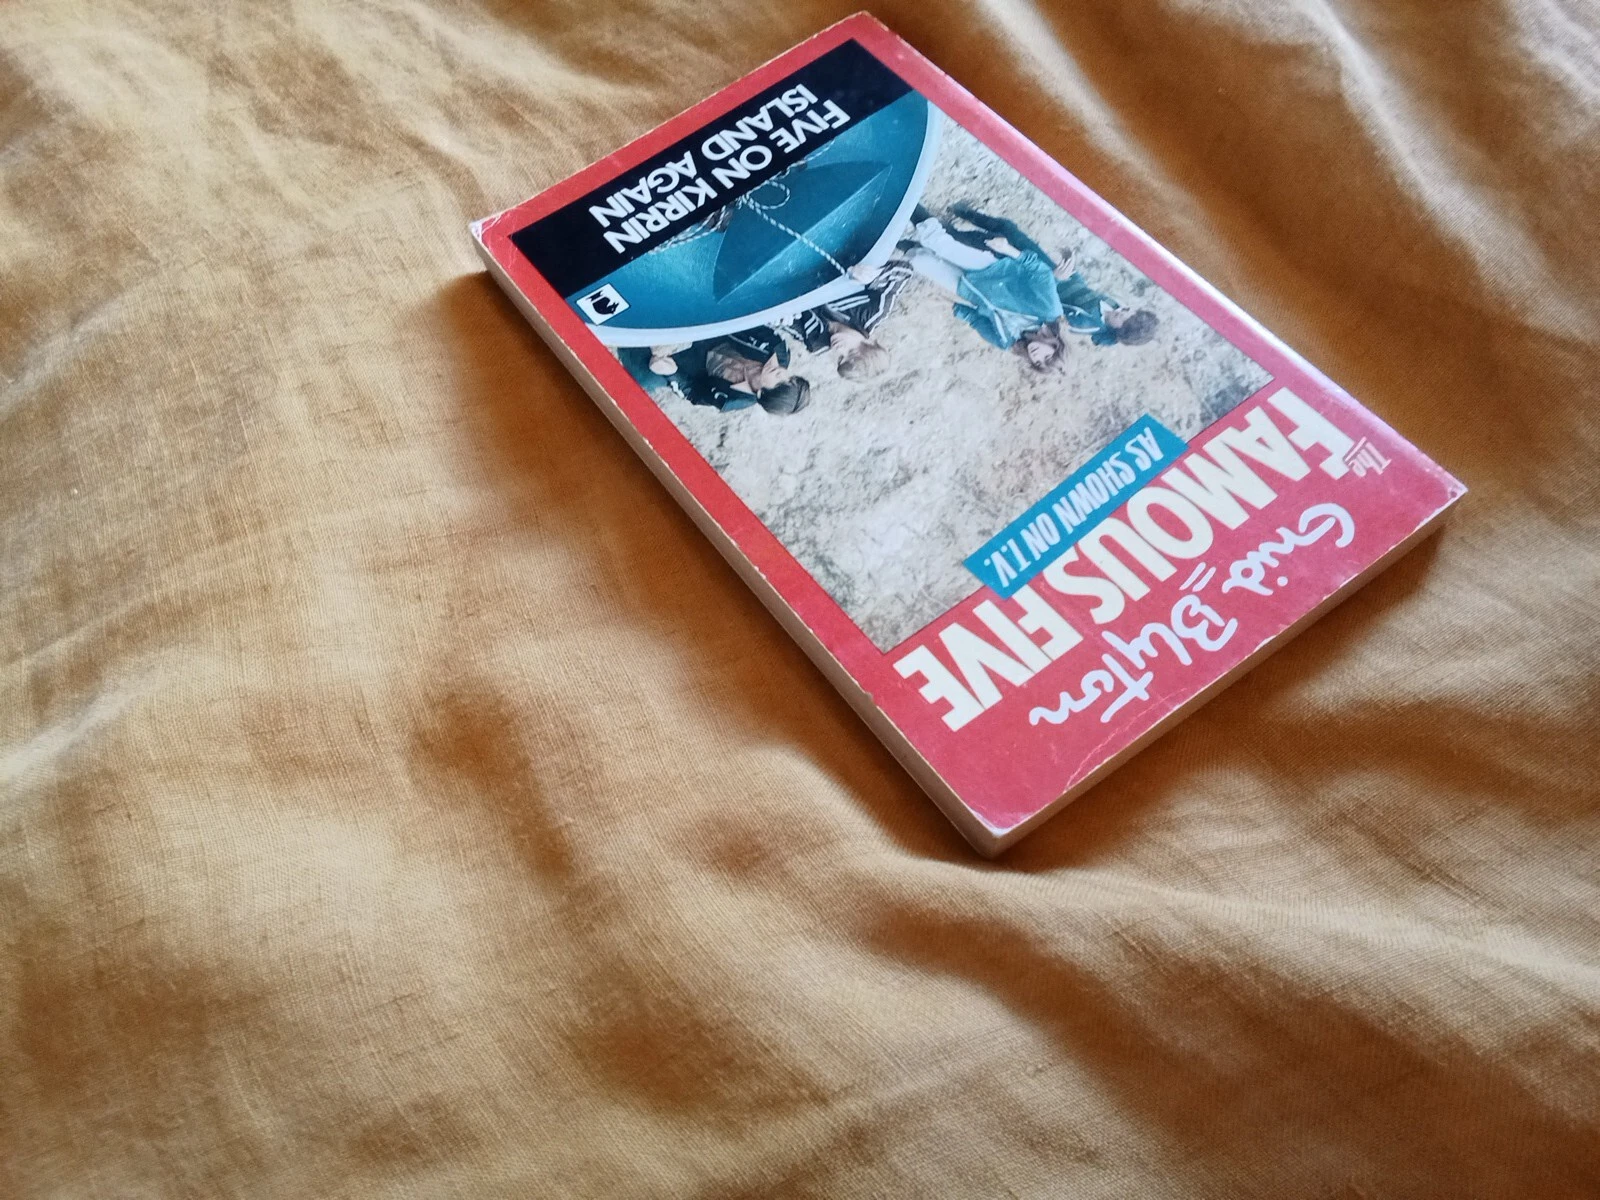 Enid Blyton
The
FAMOUS FIVE
AS SHOWN ON T.V.
FIVE ON KIRRIN
ISLAND AGAIN